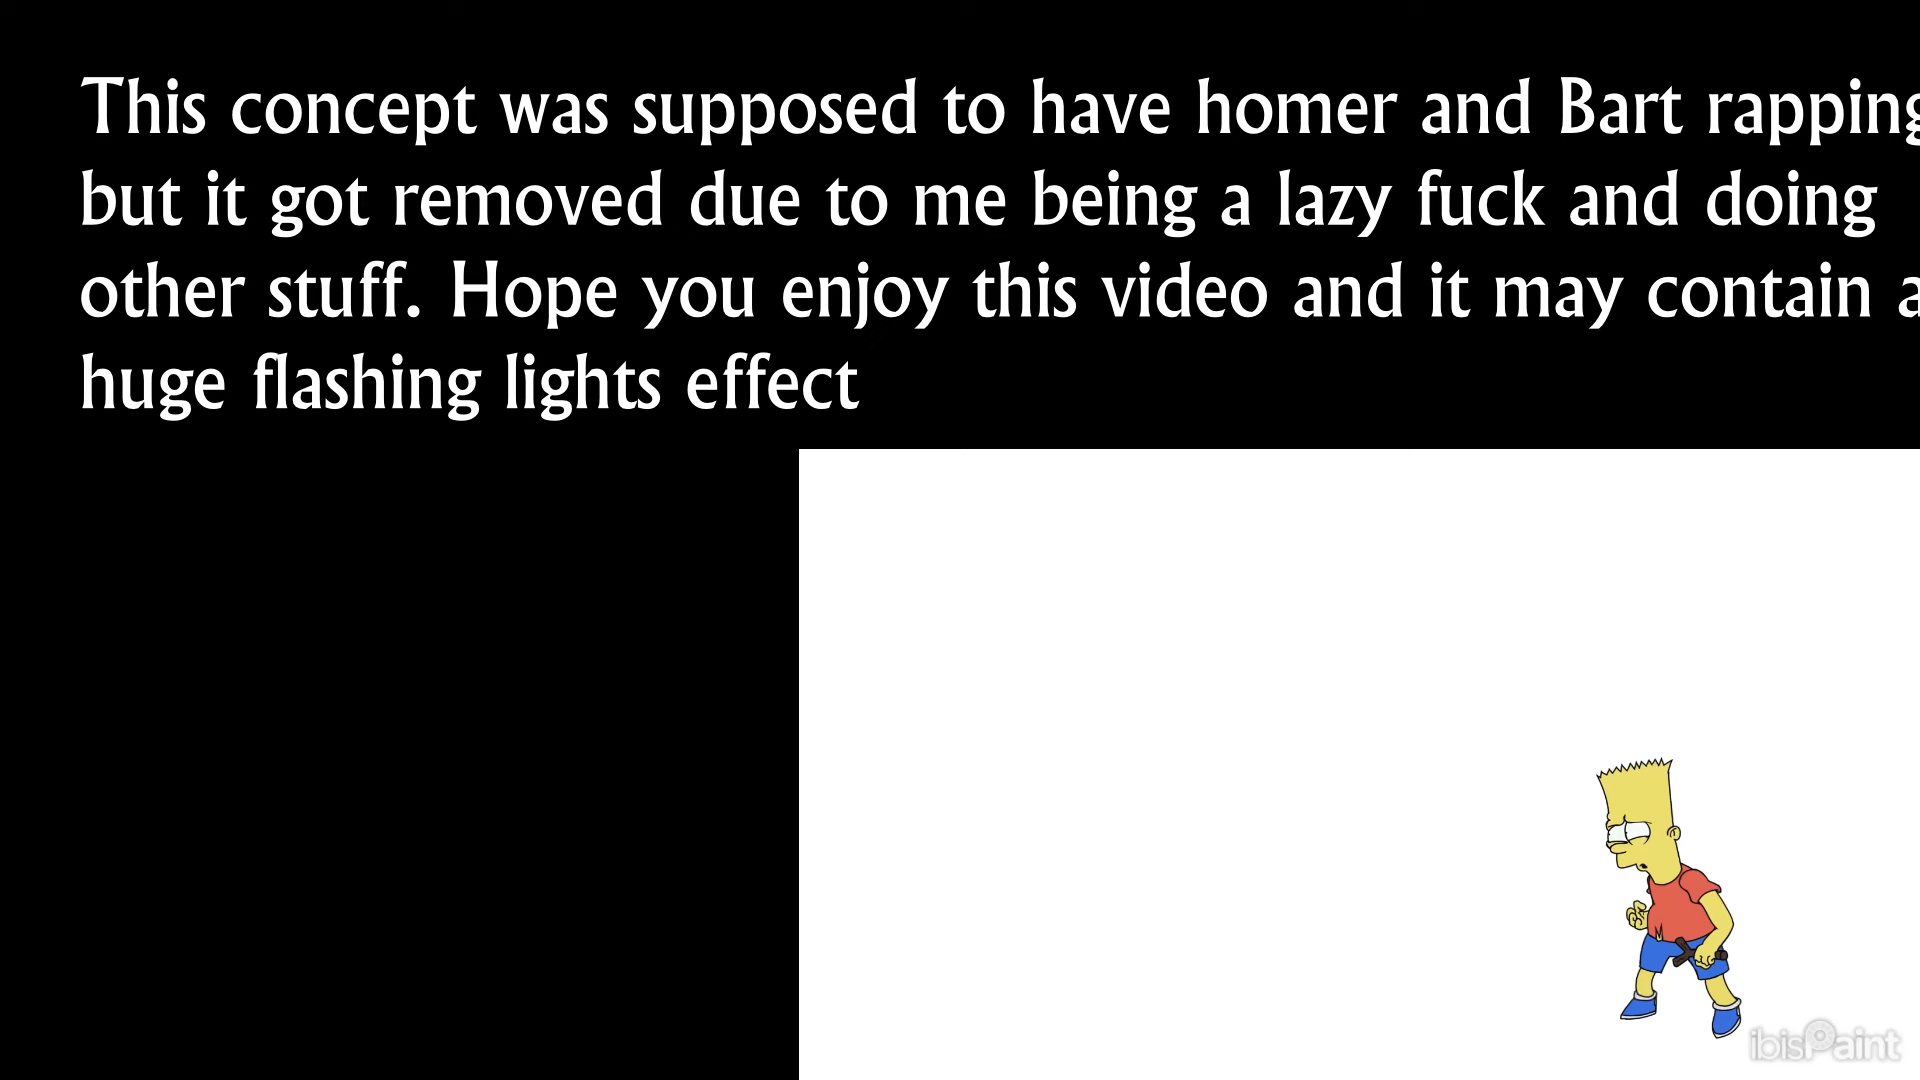 This concept was supposed to have homer and Bart rapping
but it got removed due to me being a lazy fuck and doing
other stuff. Hope you enjoy this video and it may contain a
huge flashing lights effect
ibisPaint